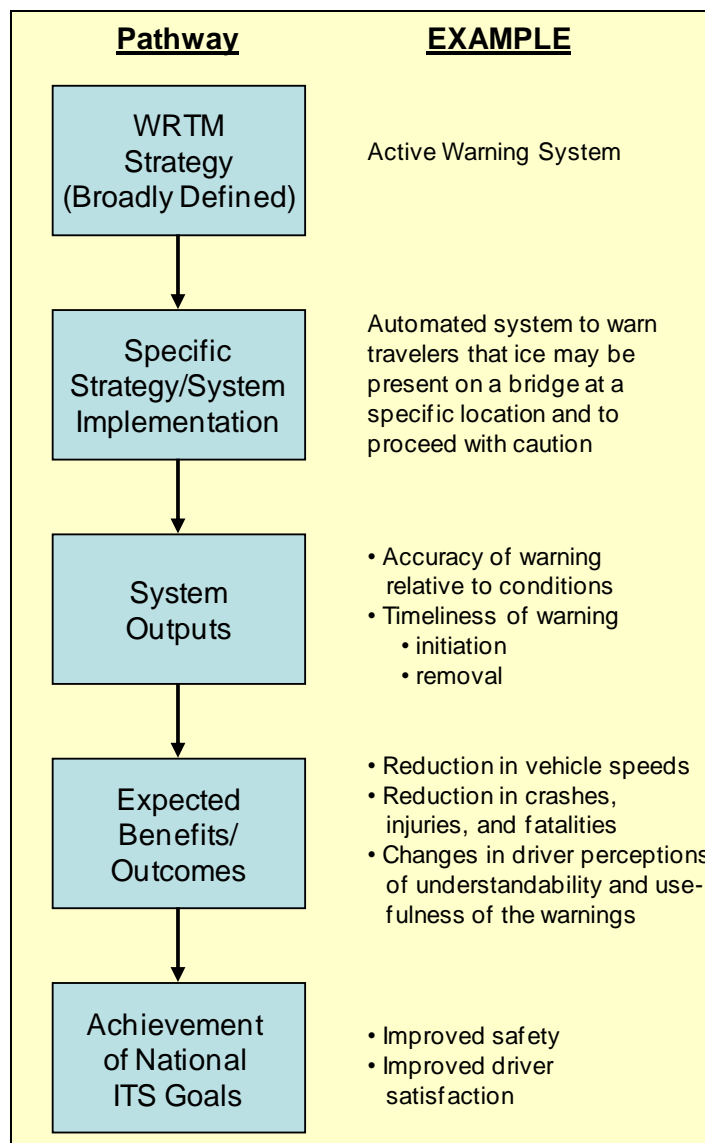 Pathway
EXAMPLE
WRTM
Strategy
(Broadly Defined)
Active Warning System
Specific
Strategy/System
Implementation
Automated system to warn
travelers that ice may be
present on a bridge at a
specific location and to
proceed with caution
System
Outputs
• Accuracy of warning
relative to conditions
• Timeliness of warning
• initiation
• removal
Expected
Benefits/
Outcomes
• Reduction in vehicle speeds
• Reduction in crashes,
injuries, and fatalities
• Changes in driver perceptions
of understandability and use-
fulness of the warnings
Achievement
of National
ITS Goals
• Improved safety
• Improved driver
satisfaction